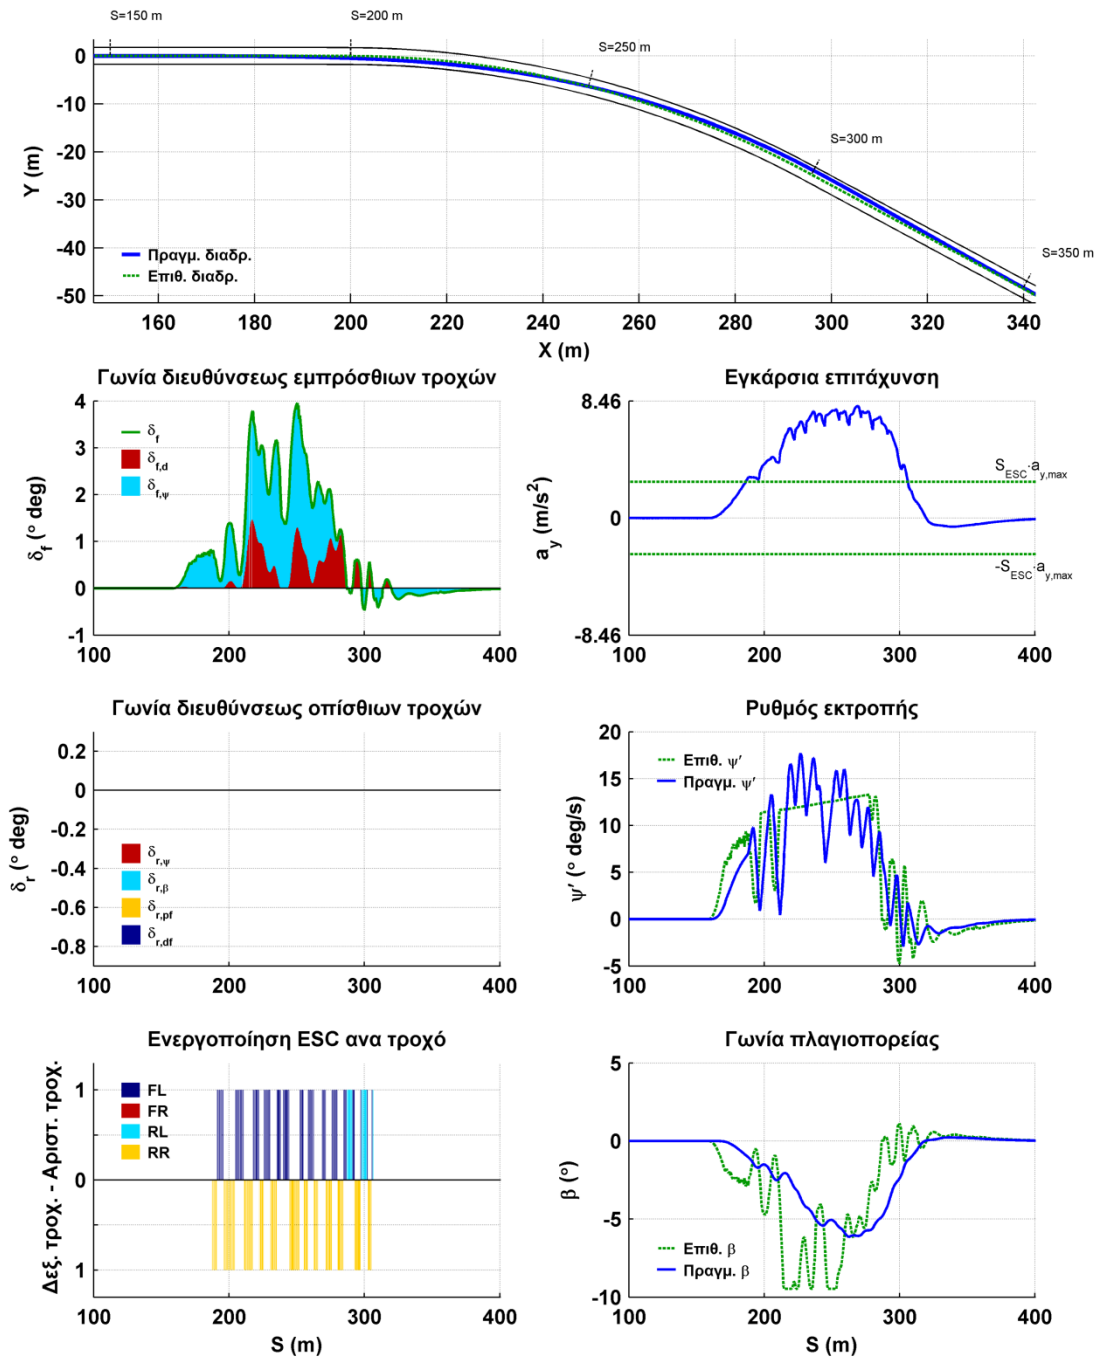 S=150 m
S=200 m
S=250 m
S=300 m
S=350 m
0
-10
-20
-30
-40
-50
Y (m)
Πραγμ. διαδρ.
Επιθ. διαδρ.
160 180 200 220 240 260 280 300 320 340
X (m)
Γωνία διευθύνσεως εμπρόσθιων τροχών
4
3
2
1
0
-1
δf (° deg)
δf
δf,d
δf,ψ
100 200 300 400
Εγκάρσια επιτάχυνση
8.46
0
-8.46
ay (m/s²)
SESC·ay,max
-SESC·ay,max
100 200 300 400
Γωνία διευθύνσεως οπίσθιων τροχών
0.2
0
-0.2
-0.4
-0.6
-0.8
δr (° deg)
δr,ψ
δr,β
δr,pf
δr,df
100 200 300 400
Ρυθμός εκτροπής
20
15
10
5
0
-5
ψ′ (° deg/s)
Επιθ. ψ′
Πραγμ. ψ′
100 200 300 400
Ενεργοποίηση ESC ανα τροχό
1
0
1
Δεξ. τροχ. - Αριστ. τροχ.
FL
FR
RL
RR
100 200 300 400
S (m)
Γωνία πλαγιοπορείας
5
0
-5
-10
β (°)
Επιθ. β
Πραγμ. β
100 200 300 400
S (m)